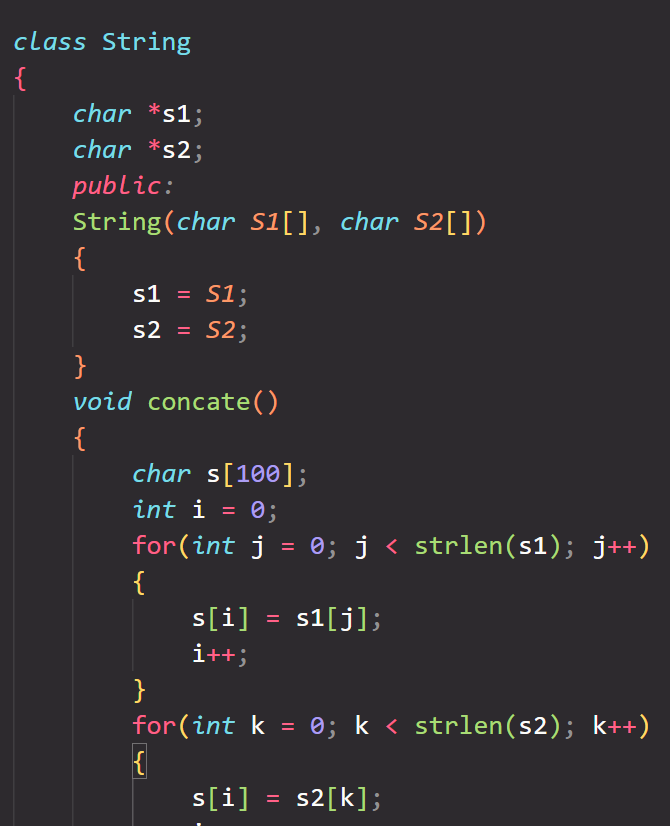 class String
{
char *s1;
char *s2;
public:
String(char S1[], char S2[])
{
s1 = S1;
s2 = S2;
}
void concate()
{
char s[100];
int i = 0;
for(int j = 0; j < strlen(s1); j++)
{
s[i] = s1[j];
i++;
}
for(int k = 0; k < strlen(s2); k++)
{
s[i] = s2[k];